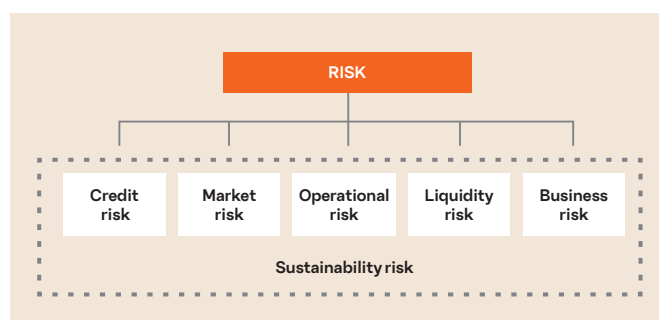 RISK
Credit
risk
Market
risk
Operational
risk
Liquidity
risk
Business
risk
Sustainability risk